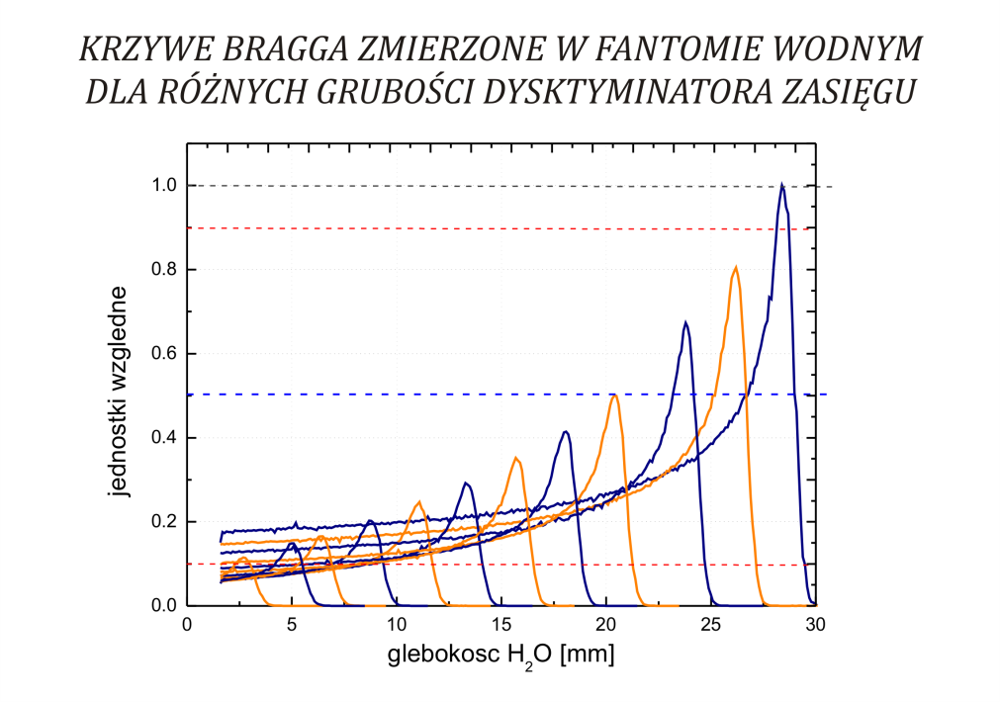 KRZYWE BRAGGA ZMIERZONE W FANTOMIE WODNYM
DLA RÓŻNYCH GRUBOŚCI DYSKTYMINATORA ZASIĘGU
1.0
0.8
0.6
0.4
0.2
0.0
jednostki wzgledne
0 5 10 15 20 25 30
glebokosc H₂O [mm]